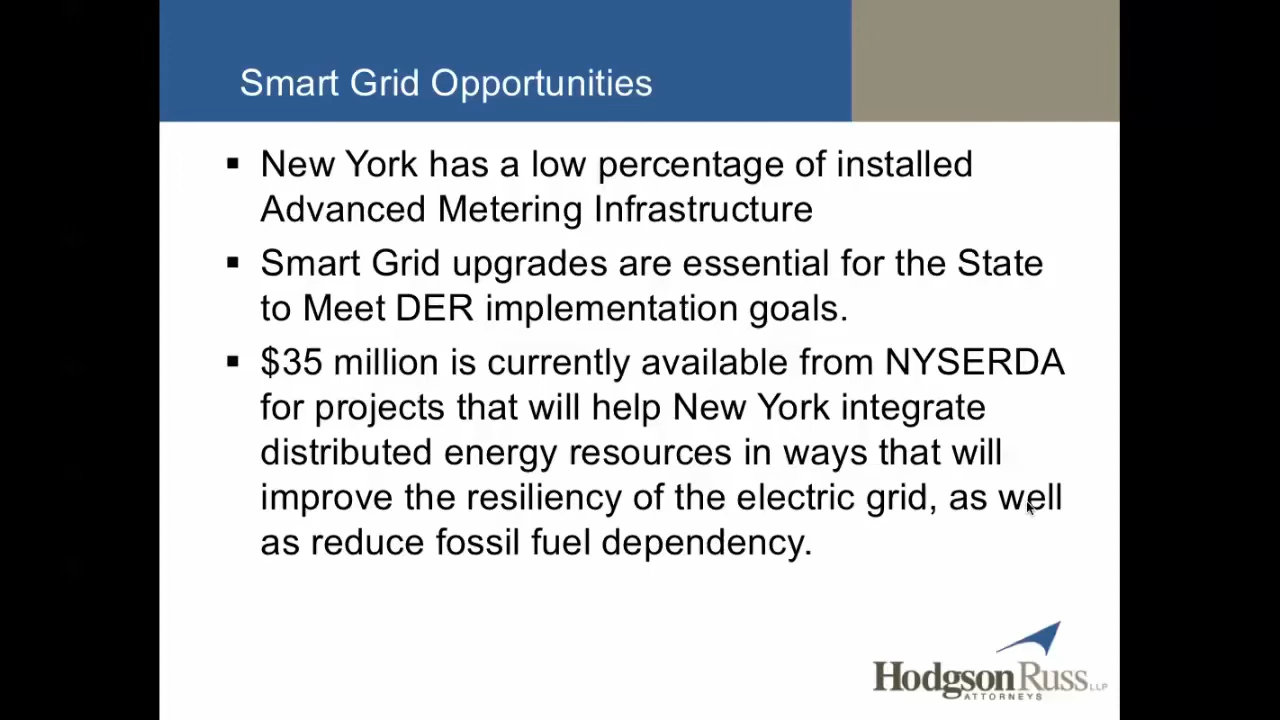 Smart Grid Opportunities
▪ New York has a low percentage of installed
Advanced Metering Infrastructure
▪ Smart Grid upgrades are essential for the State
to Meet DER implementation goals.
▪ $35 million is currently available from NYSERDA
for projects that will help New York integrate
distributed energy resources in ways that will
improve the resiliency of the electric grid, as well
as reduce fossil fuel dependency.
HodgsonRuss LLP
ATTORNEYS